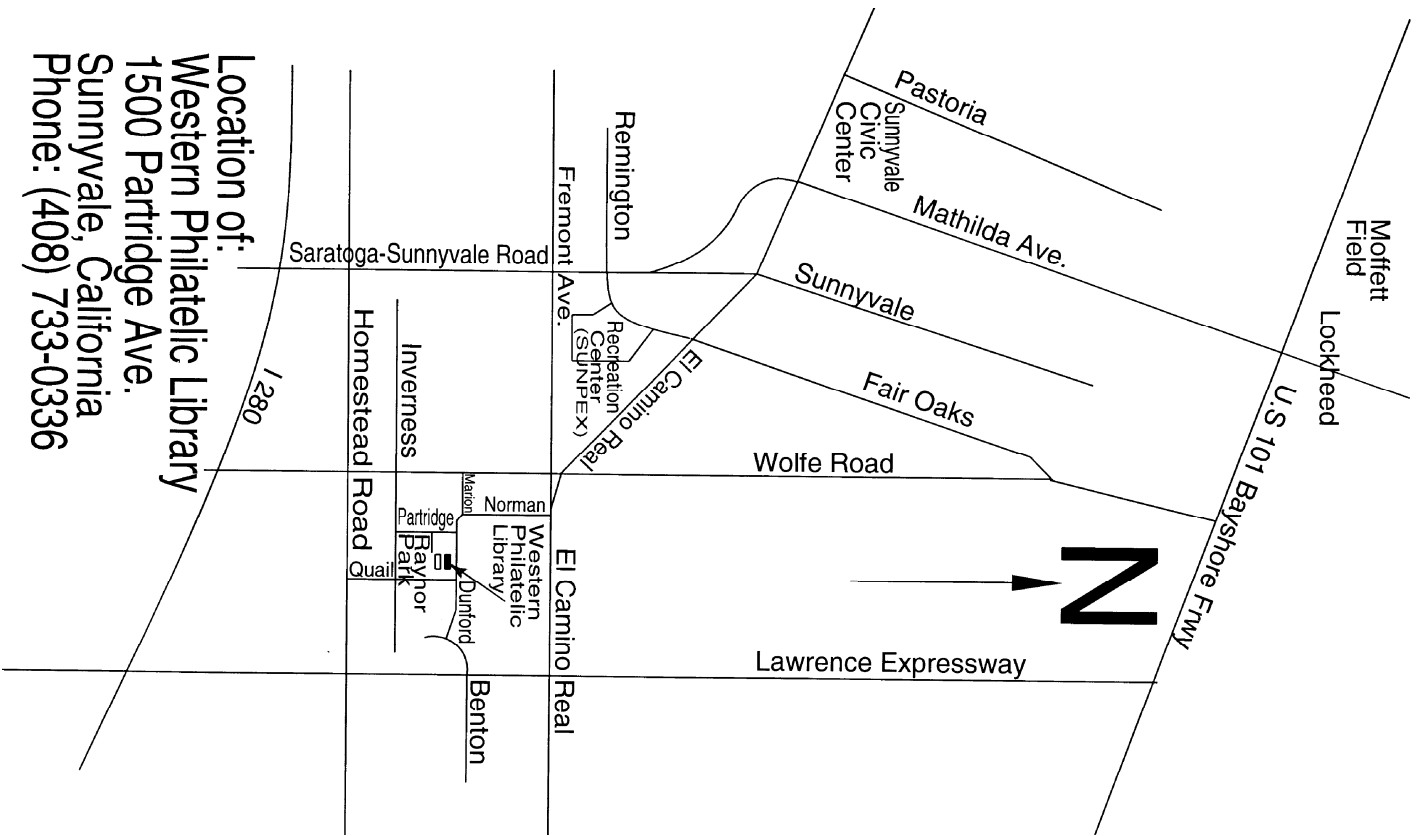 Location of:
Western Philatelic Library
1500 Partridge Ave.
Sunnyvale, California
Phone: (408) 733-0336
Moffett
Field
Lockheed
Pastoria
Sunnyvale
Civic
Center
Mathilda Ave.
Sunnyvale
Fair Oaks
U.S 101 Bayshore Frwy
Remington
Fremont Ave.
Saratoga-Sunnyvale Road
Recreation
Center
(SUNPEX)
El Camino Real
Wolfe Road
Homestead Road
Inverness
I 280
Marion
Norman
Partridge
Raynor
Park
Quail
Dunford
Western
Philatelic
Library
El Camino Real
N
Lawrence Expressway
Benton